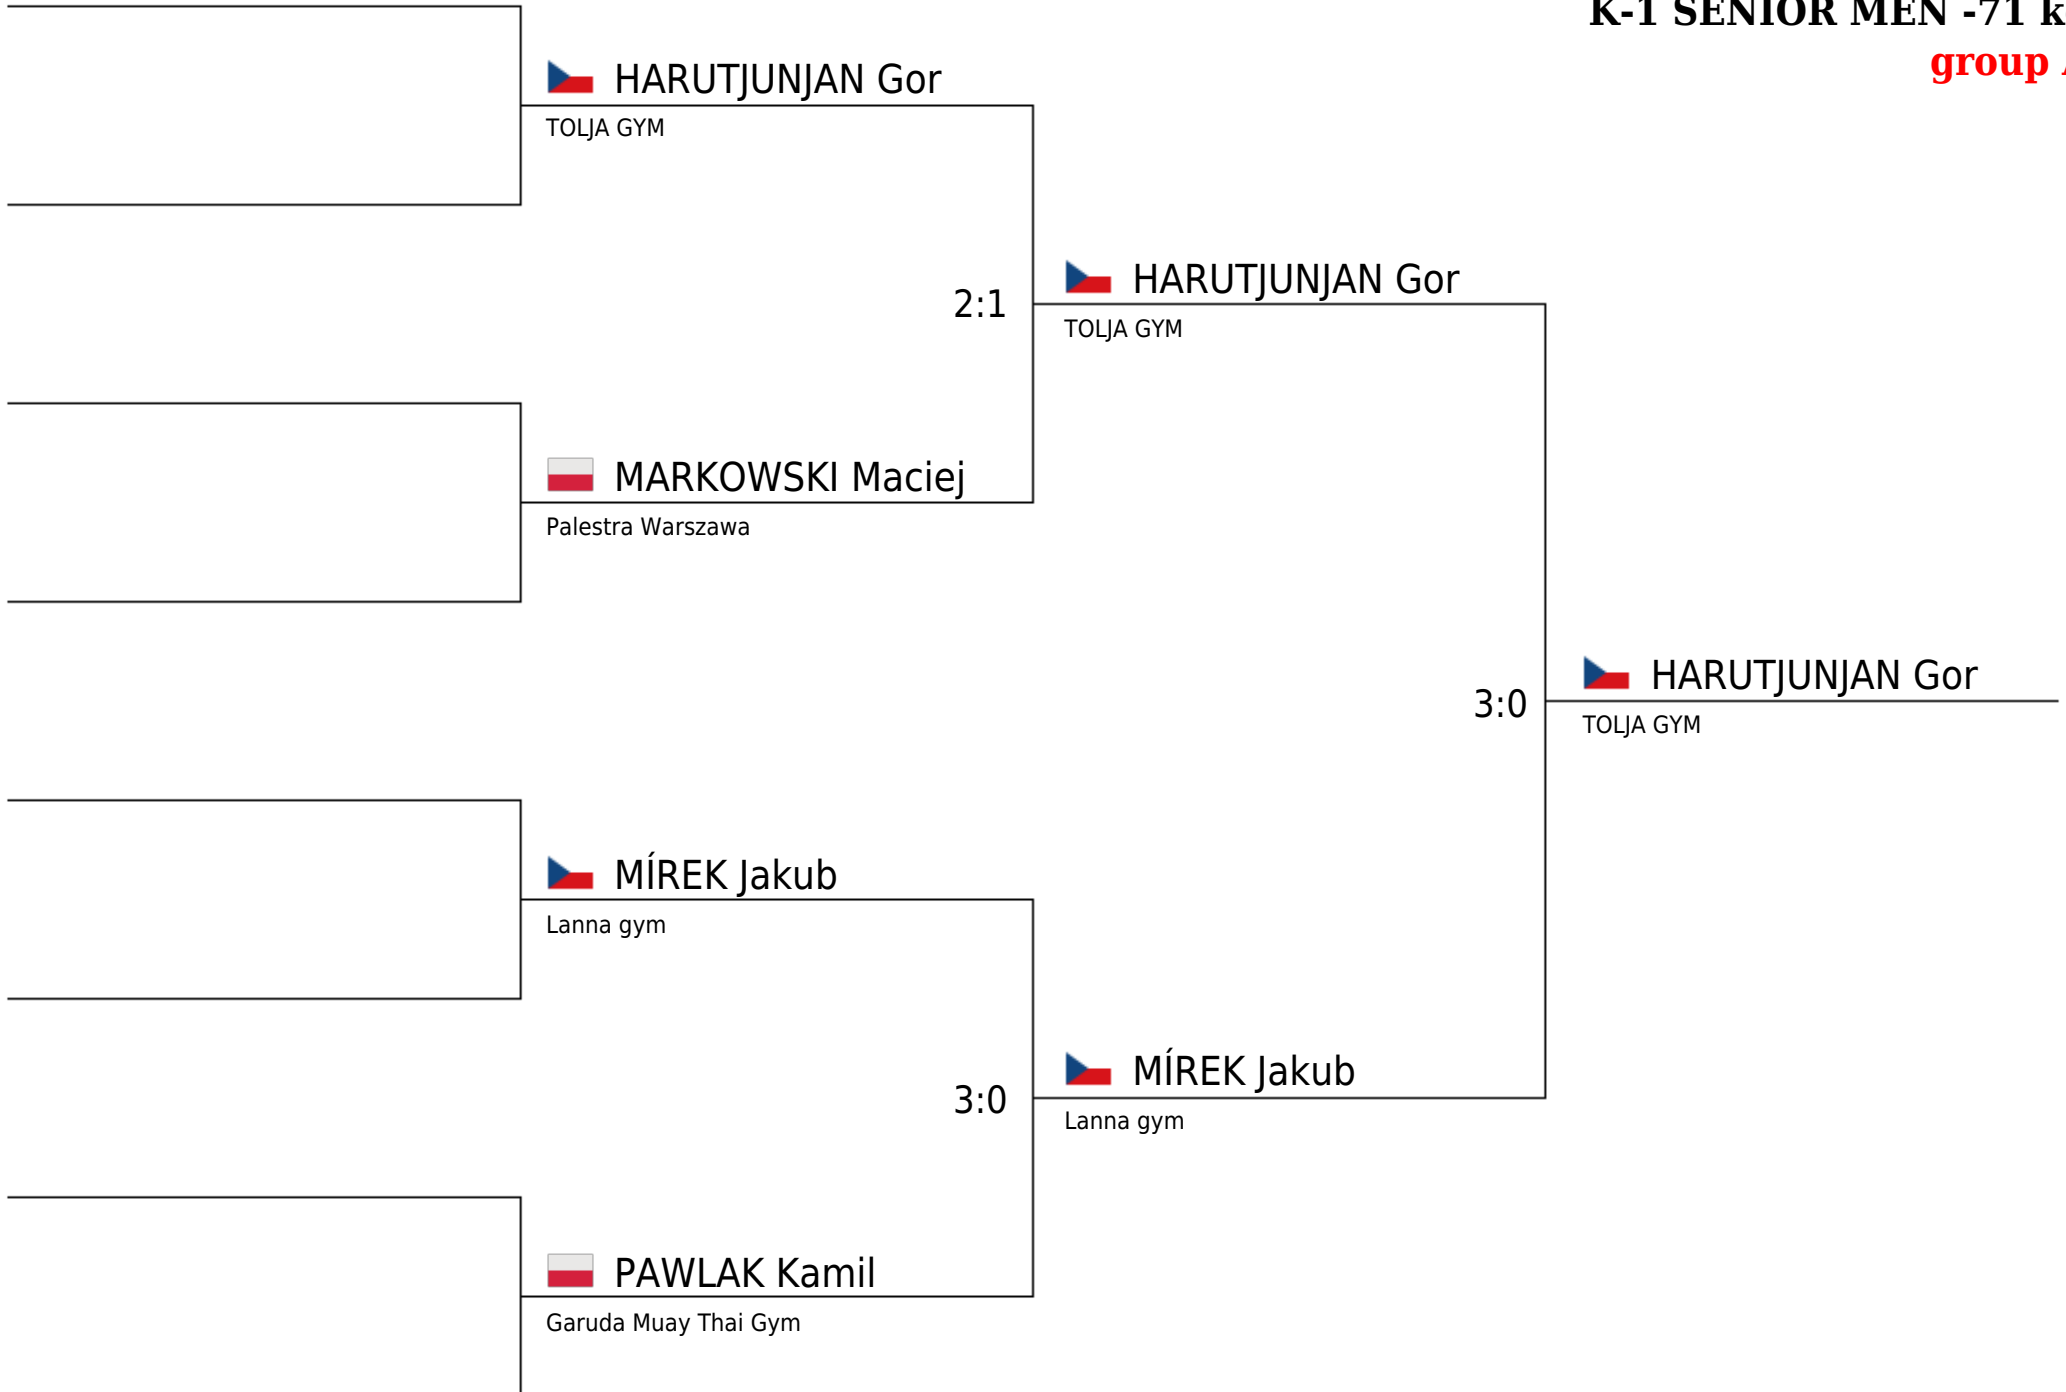 K-1 SENIOR MEN -71
group
HARUTJUNJAN Gor
TOLJA GYM
2:1
HARUTJUNJAN Gor
TOLJA GYM
MARKOWSKI Maciej
Palestra Warszawa
3:0
HARUTJUNJAN Gor
TOLJA GYM
MÍREK Jakub
Lanna gym
3:0
MÍREK Jakub
Lanna gym
PAWLAK Kamil
Garuda Muay Thai Gym